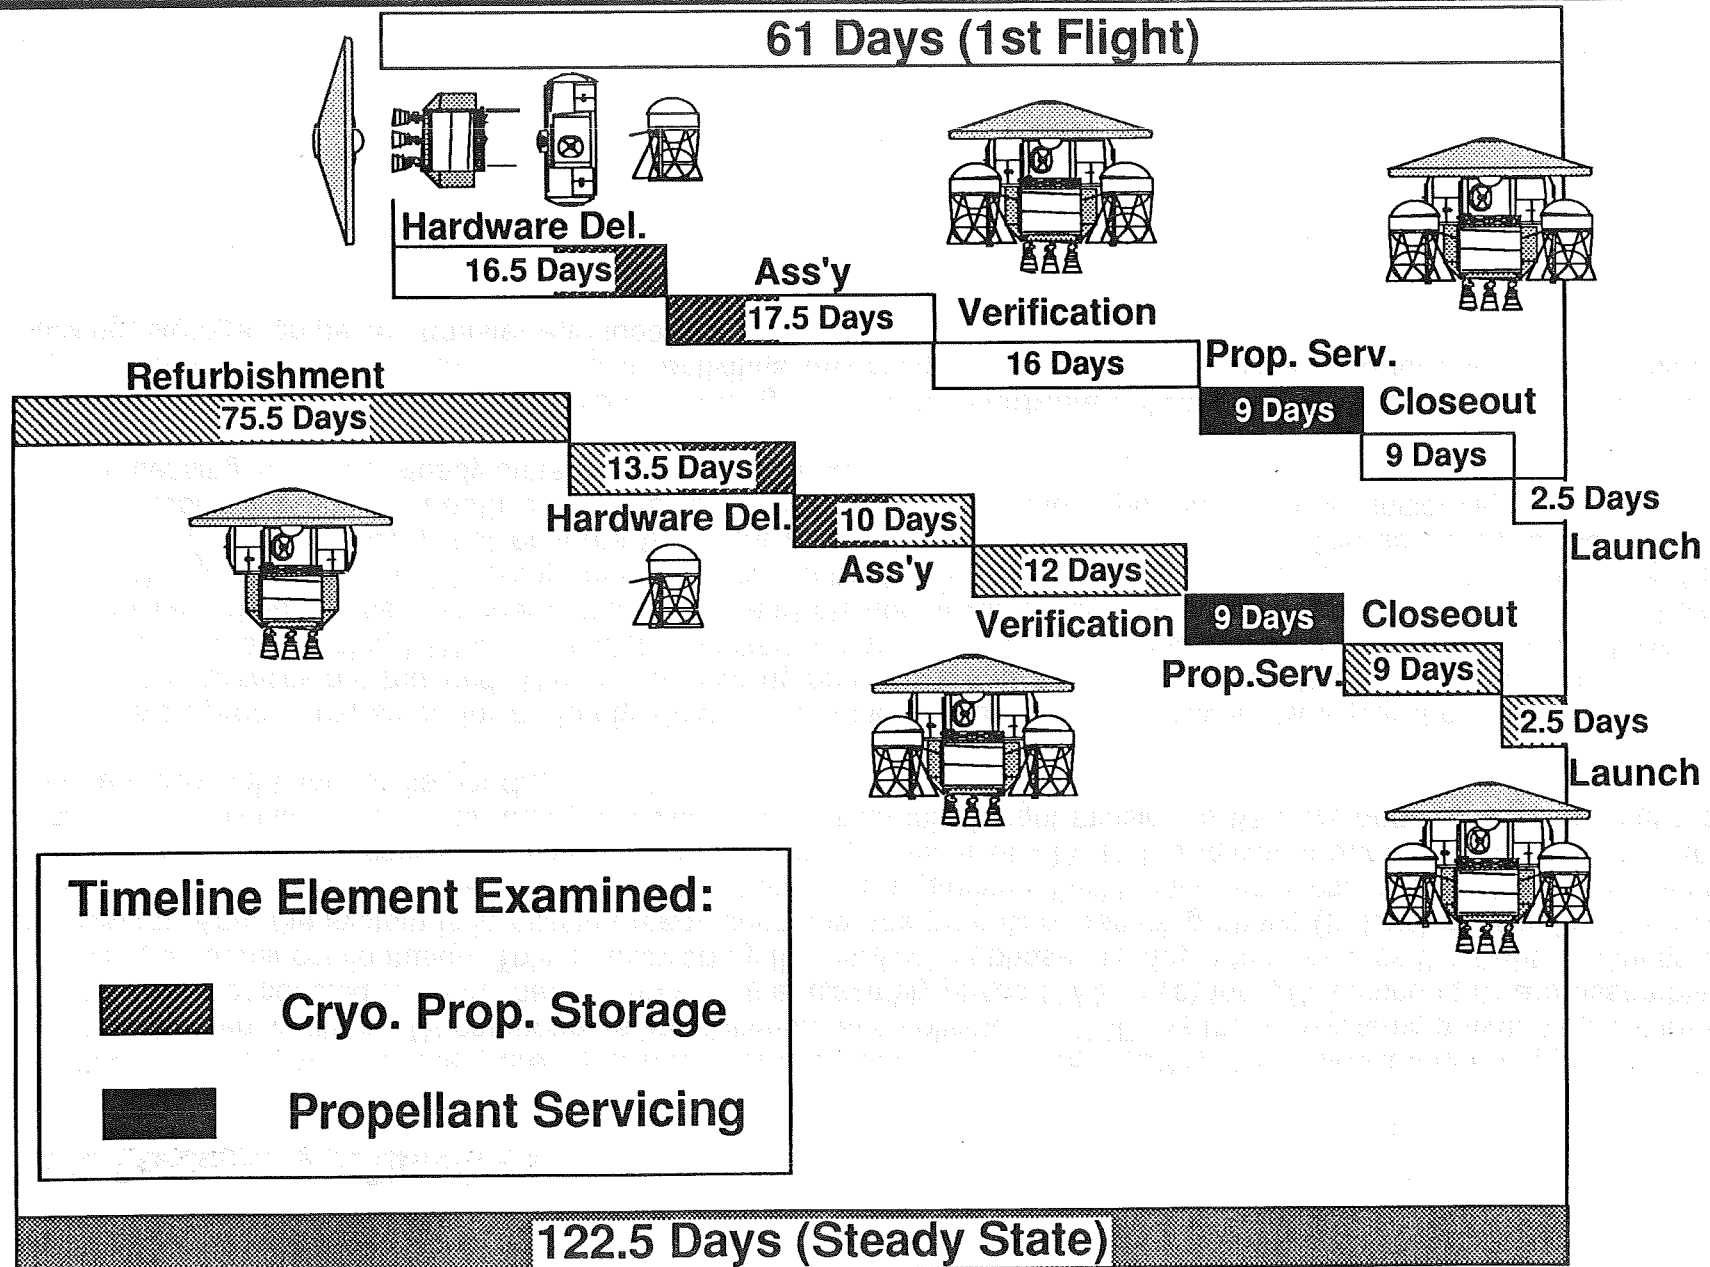 61 Days (1st Flight)
Hardware Del.
16.5 Days
Ass'y
17.5 Days
Verification
16 Days
Prop. Serv.
9 Days
Closeout
9 Days
2.5 Days
Launch
Refurbishment
75.5 Days
13.5 Days
Hardware Del.
10 Days
Ass'y
12 Days
Verification
9 Days
Prop.Serv.
Closeout
9 Days
2.5 Days
Launch
Timeline Element Examined:
Cryo. Prop. Storage
Propellant Servicing
122.5 Days (Steady State)